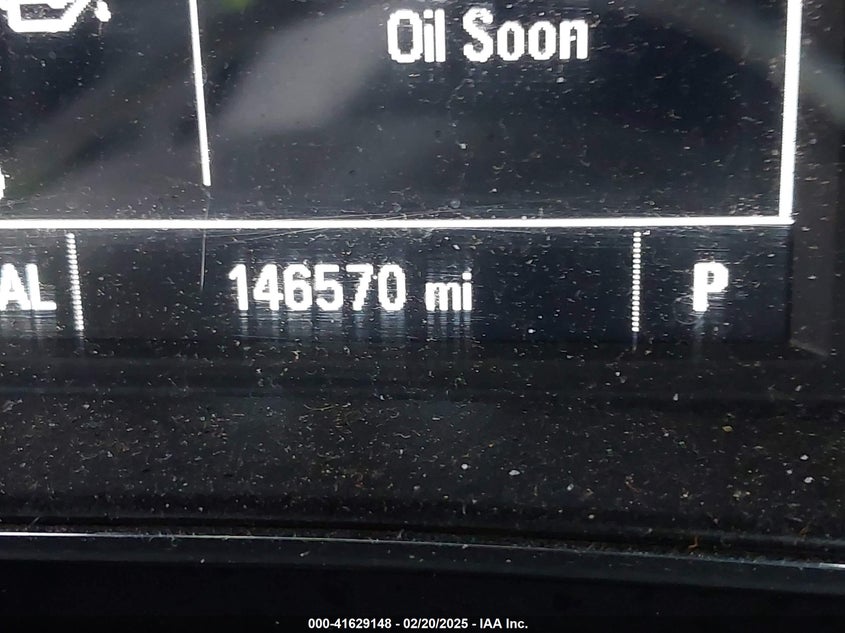 Oil Soon
AL 146570 mi P
000-41629148 - 02/20/2025 - IAA Inc.